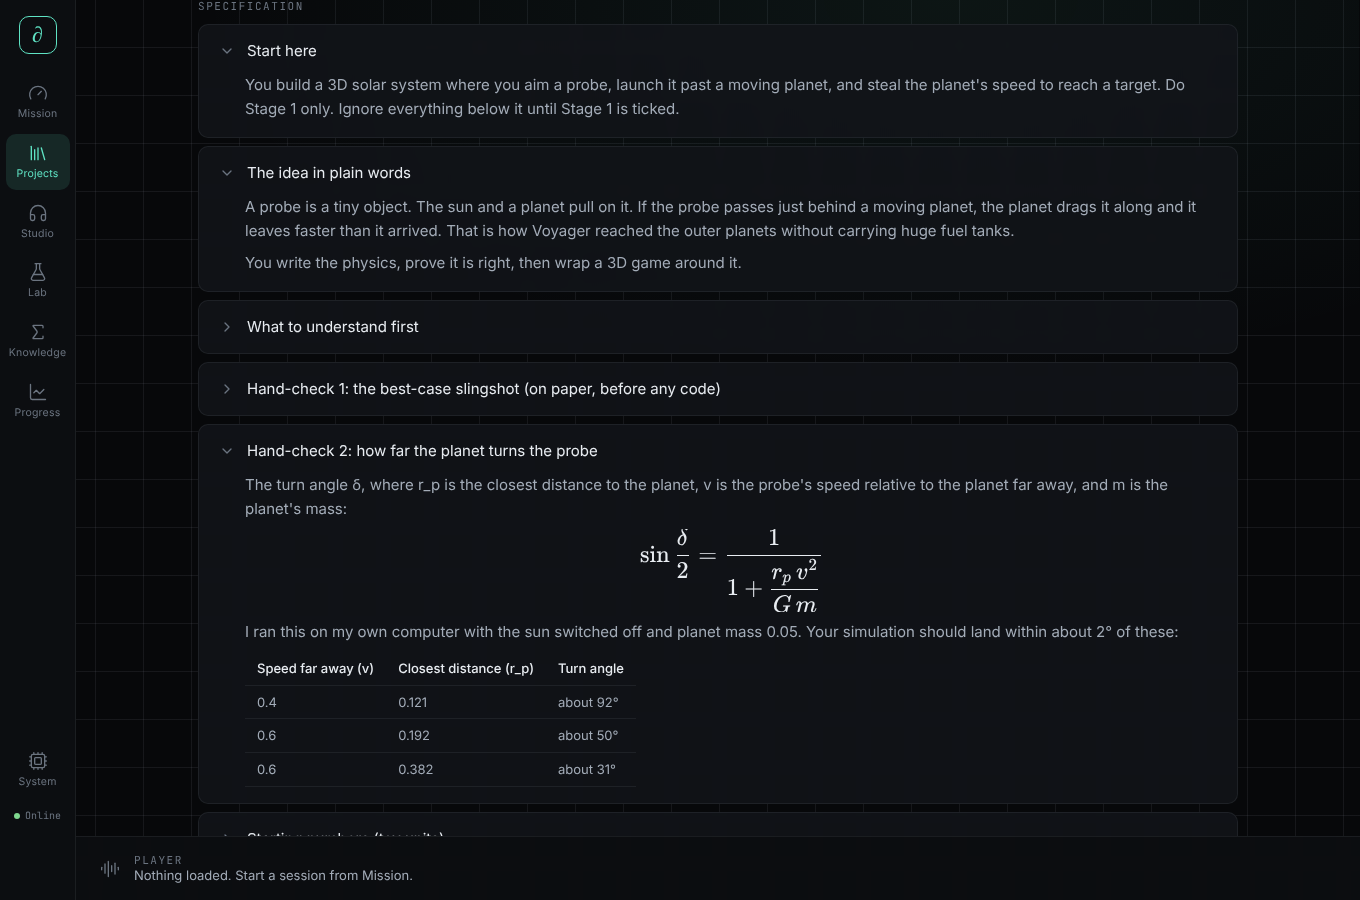 SPECIFICATION
∂
Mission
Projects
Studio
Lab
Knowledge
Progress
System
Online
Start here
You build a 3D solar system where you aim a probe, launch it past a moving planet, and steal the planet's speed to reach a target. Do
Stage 1 only. Ignore everything below it until Stage 1 is ticked.
The idea in plain words
A probe is a tiny object. The sun and a planet pull on it. If the probe passes just behind a moving planet, the planet drags it along and it
leaves faster than it arrived. That is how Voyager reached the outer planets without carrying huge fuel tanks.
You write the physics, prove it is right, then wrap a 3D game around it.
What to understand first
Hand-check 1: the best-case slingshot (on paper, before any code)
Hand-check 2: how far the planet turns the probe
The turn angle δ, where r_p is the closest distance to the planet, v is the probe's speed relative to the planet far away, and m is the
planet's mass:
sin δ/2 = 1 / (1 + r_p v² / (G m))
I ran this on my own computer with the sun switched off and planet mass 0.05. Your simulation should land within about 2° of these:
Speed far away (v) Closest distance (r_p) Turn angle
0.4 0.121 about 92°
0.6 0.192 about 50°
0.6 0.382 about 31°
PLAYER
Nothing loaded. Start a session from Mission.